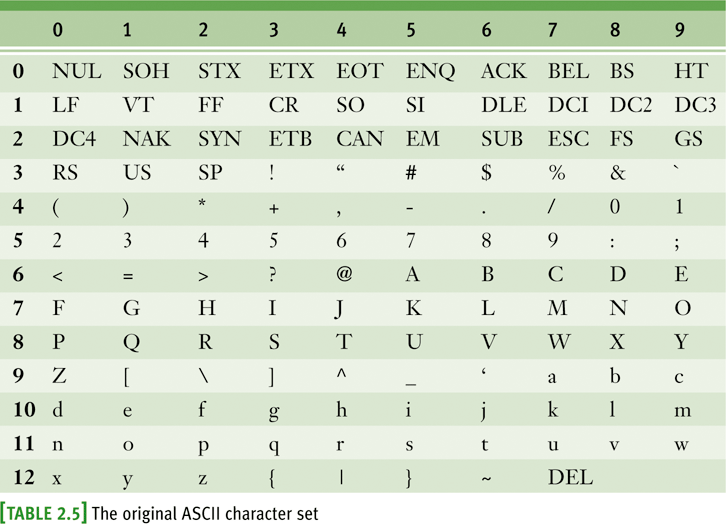 0 1 2 3 4 5 6 7 8 9
0 NUL SOH STX ETX EOT ENQ ACK BEL BS HT
1 LF VT FF CR SO SI DLE DCI DC2 DC3
2 DC4 NAK SYN ETB CAN EM SUB ESC FS GS
3 RS US SP ! “ # $ % & `
4 ( ) * + , - . / 0 1
5 2 3 4 5 6 7 8 9 : ;
6 < = > ? @ A B C D E
7 F G H I J K L M N O
8 P Q R S T U V W X Y
9 Z [ \ ] ^ _ ‘ a b c
10 d e f g h i j k l m
11 n o p q r s t u v w
12 x y z { | } ~ DEL
[TABLE 2.5] The original ASCII character set